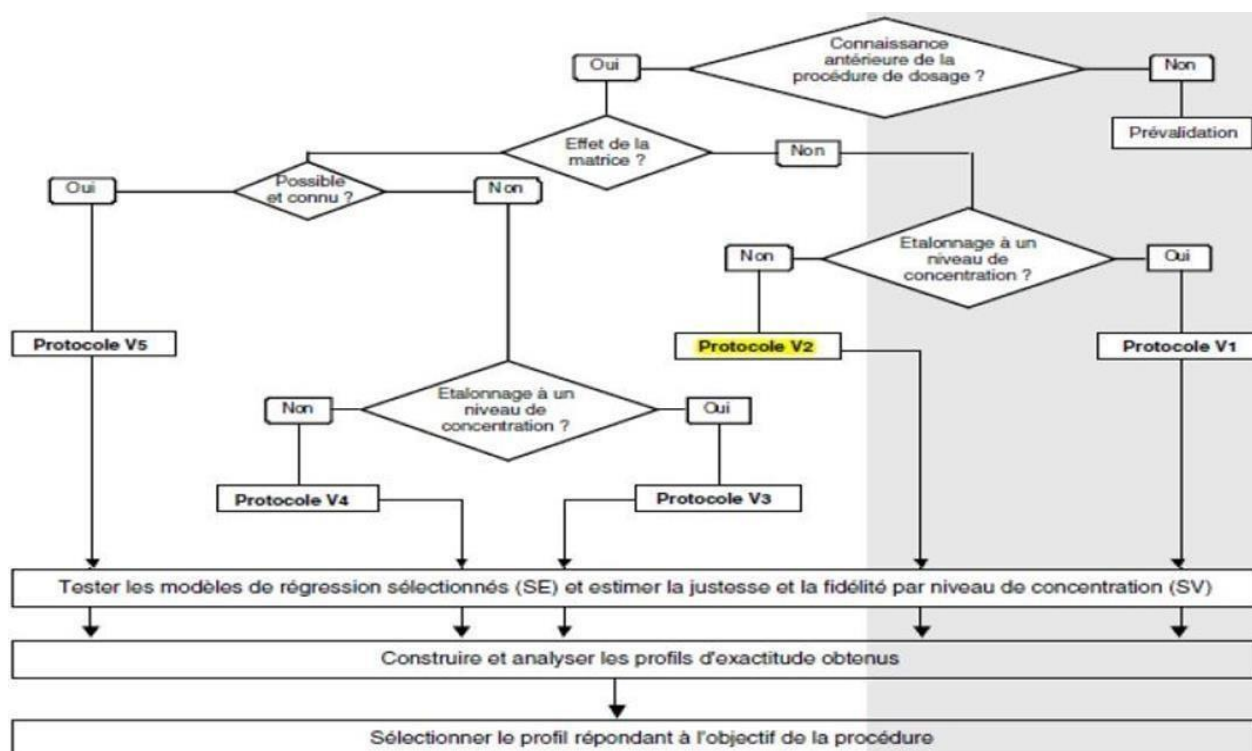 Connaissance
antérieure de la
procédure de dosage ?
Oui
Non
Prévalidation
Effet de la
matrice ?
Non
Oui
Possible
et connu ?
Non
Etalonnage à un
niveau de
concentration ?
Non
Oui
Protocole V5
Protocole V2
Protocole V1
Etalonnage à un
niveau de
concentration ?
Non
Oui
Protocole V4
Protocole V3
Tester les modèles de régression sélectionnés (SE) et estimer la justesse et la fidélité par niveau de concentration (SV)
Construire et analyser les profils d'exactitude obtenus
Sélectionner le profil répondant à l'objectif de la procédure